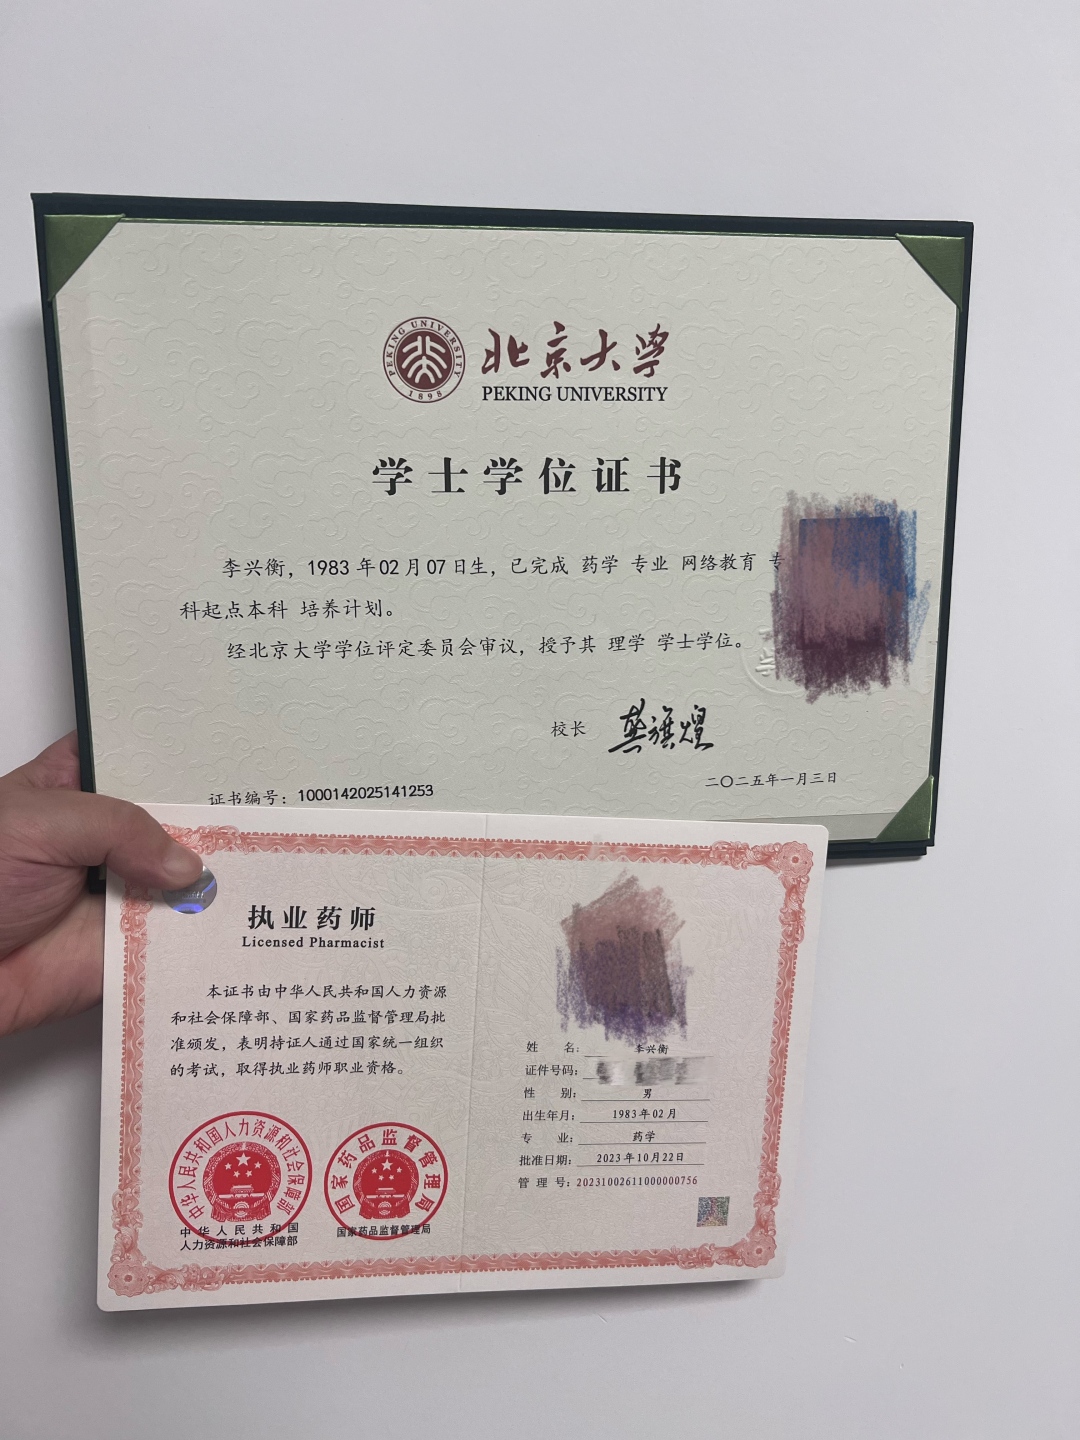 PEKING UNIVERSITY
1898
北京大学
PEKING UNIVERSITY
学士学位证书
李兴衡，1983 年 02 月 07 日生，已完成 药学 专业 网络教育 专
科起点本科 培养计划。
经北京大学学位评定委员会审议，授予其 理学 学士学位。
校长 龚旗煌
二〇二五年一月三日
证书编号：1000142025141253
执业药师
Licensed Pharmacist
本证书由中华人民共和国人力资源
和社会保障部、国家药品监督管理局批
准颁发，表明持证人通过国家统一组织
的考试，取得执业药师职业资格。
中华人民共和国人力资源和社会保障部
中华人民共和国
人力资源和社会保障部
国家药品监督管理局
国家药品监督管理局
姓 名： 李兴衡
证件号码：
性 别： 男
出生年月： 1983年02月
专 业： 药学
批准日期： 2023年10月22日
管 理 号：20231002611000000756